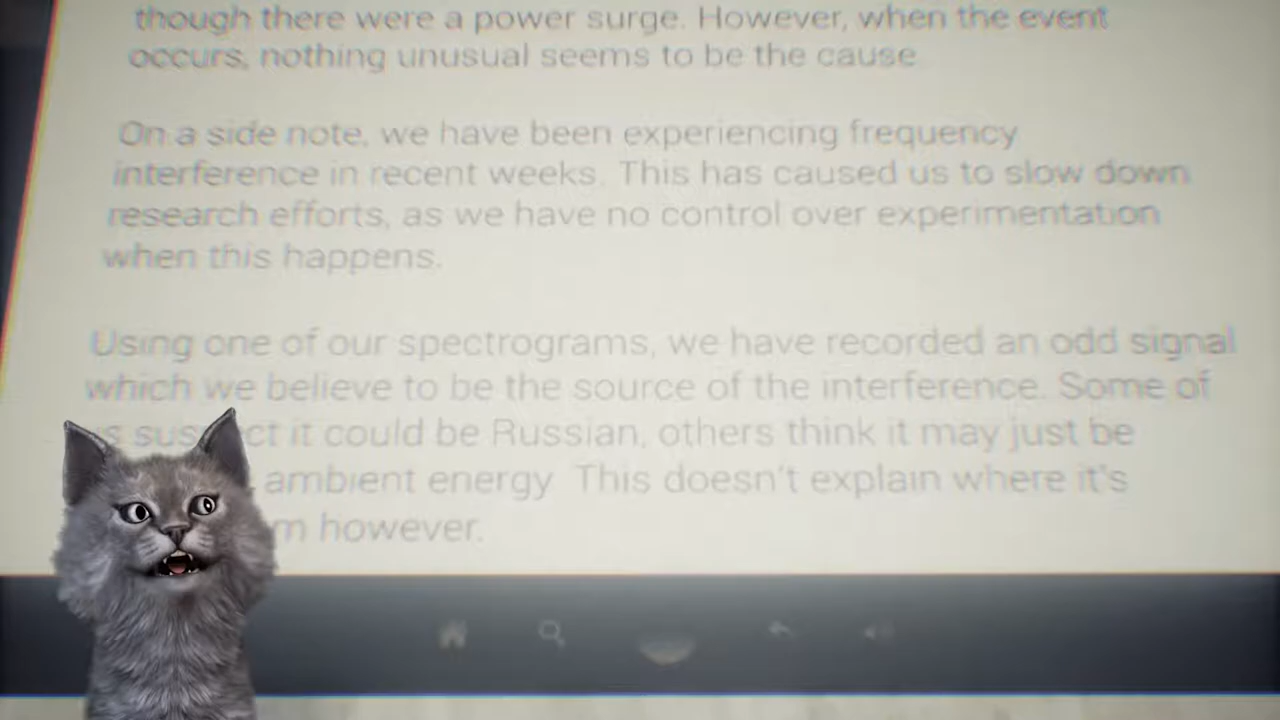 though there were a power surge. However, when the event
occurs, nothing unusual seems to be the cause.
On a side note, we have been experiencing frequency
interference in recent weeks. This has caused us to slow down
research efforts, as we have no control over experimentation
when this happens.
Using one of our spectrograms, we have recorded an odd signal
which we believe to be the source of the interference. Some of
it could be Russian, others think it may just be
ambient energy. This doesn't explain where it's
however.